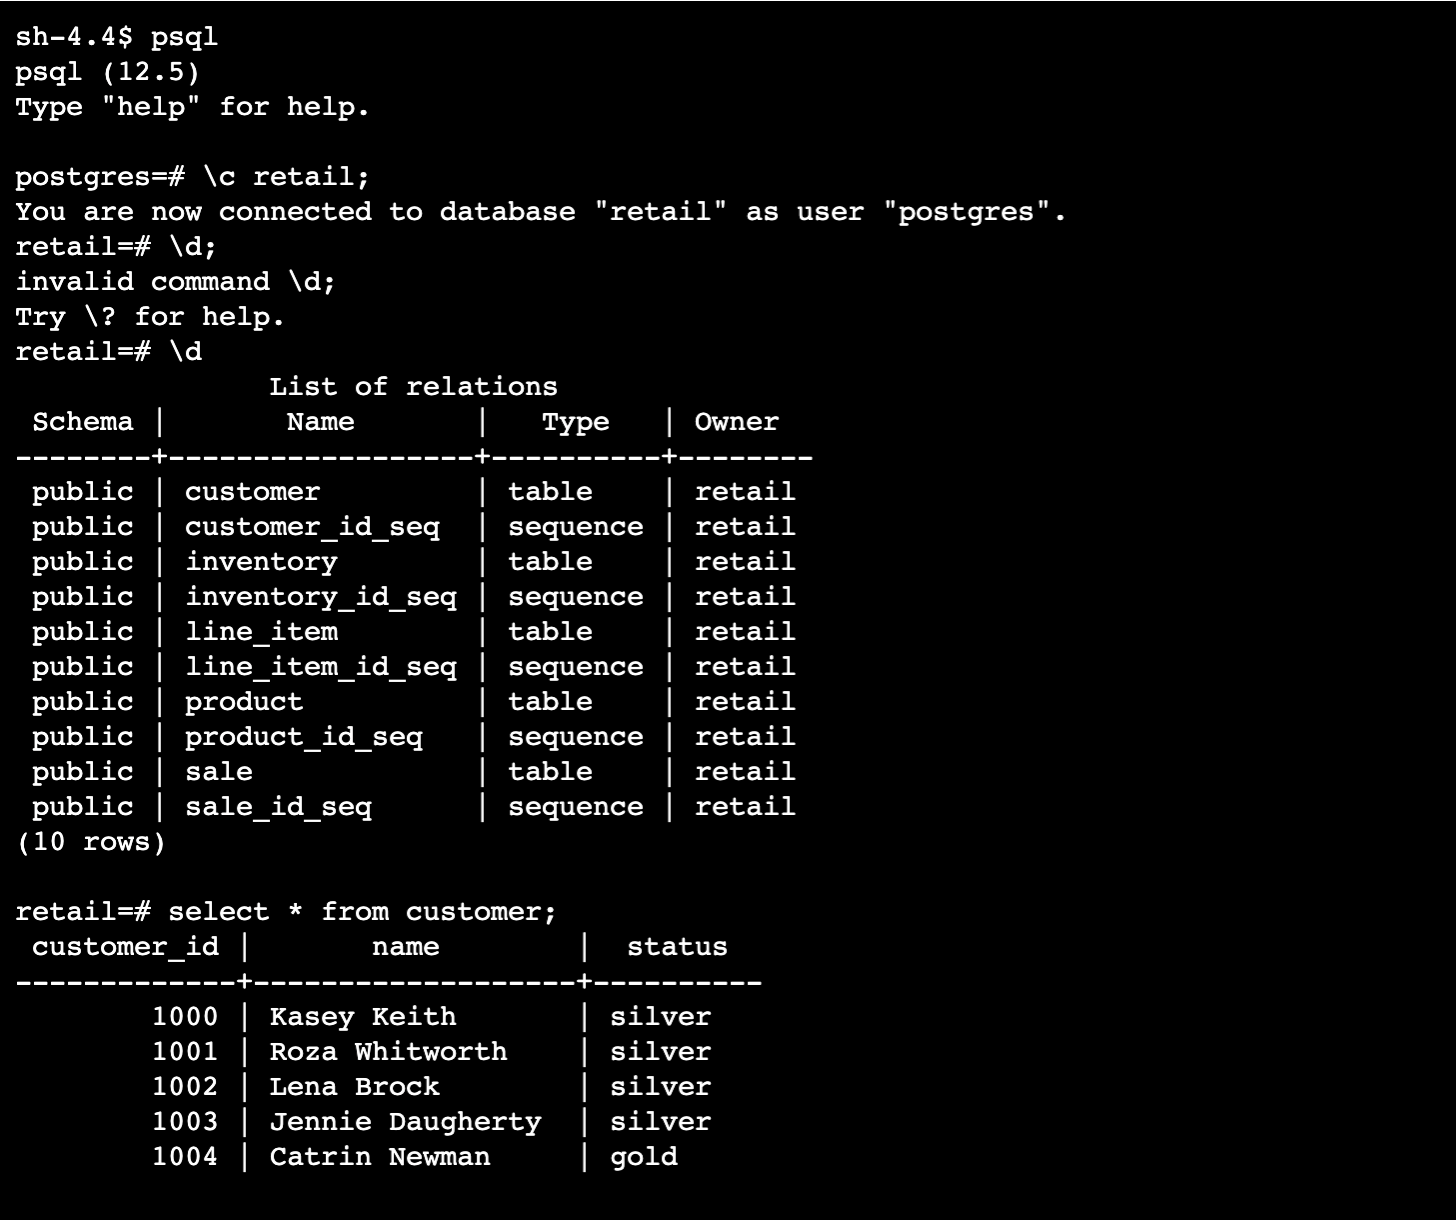 sh-4.4$ psql
psql (12.5)
Type "help" for help.

postgres=# \c retail;
You are now connected to database "retail" as user "postgres".
retail=# \d;
invalid command \d;
Try \? for help.
retail=# \d
               List of relations
 Schema |       Name       |   Type   | Owner
--------+------------------+----------+--------
 public | customer         | table    | retail
 public | customer_id_seq  | sequence | retail
 public | inventory        | table    | retail
 public | inventory_id_seq | sequence | retail
 public | line_item        | table    | retail
 public | line_item_id_seq | sequence | retail
 public | product          | table    | retail
 public | product_id_seq   | sequence | retail
 public | sale             | table    | retail
 public | sale_id_seq      | sequence | retail
(10 rows)

retail=# select * from customer;
 customer_id |       name        |  status
-------------+-------------------+----------
        1000 | Kasey Keith       | silver
        1001 | Roza Whitworth    | silver
        1002 | Lena Brock        | silver
        1003 | Jennie Daugherty  | silver
        1004 | Catrin Newman     | gold